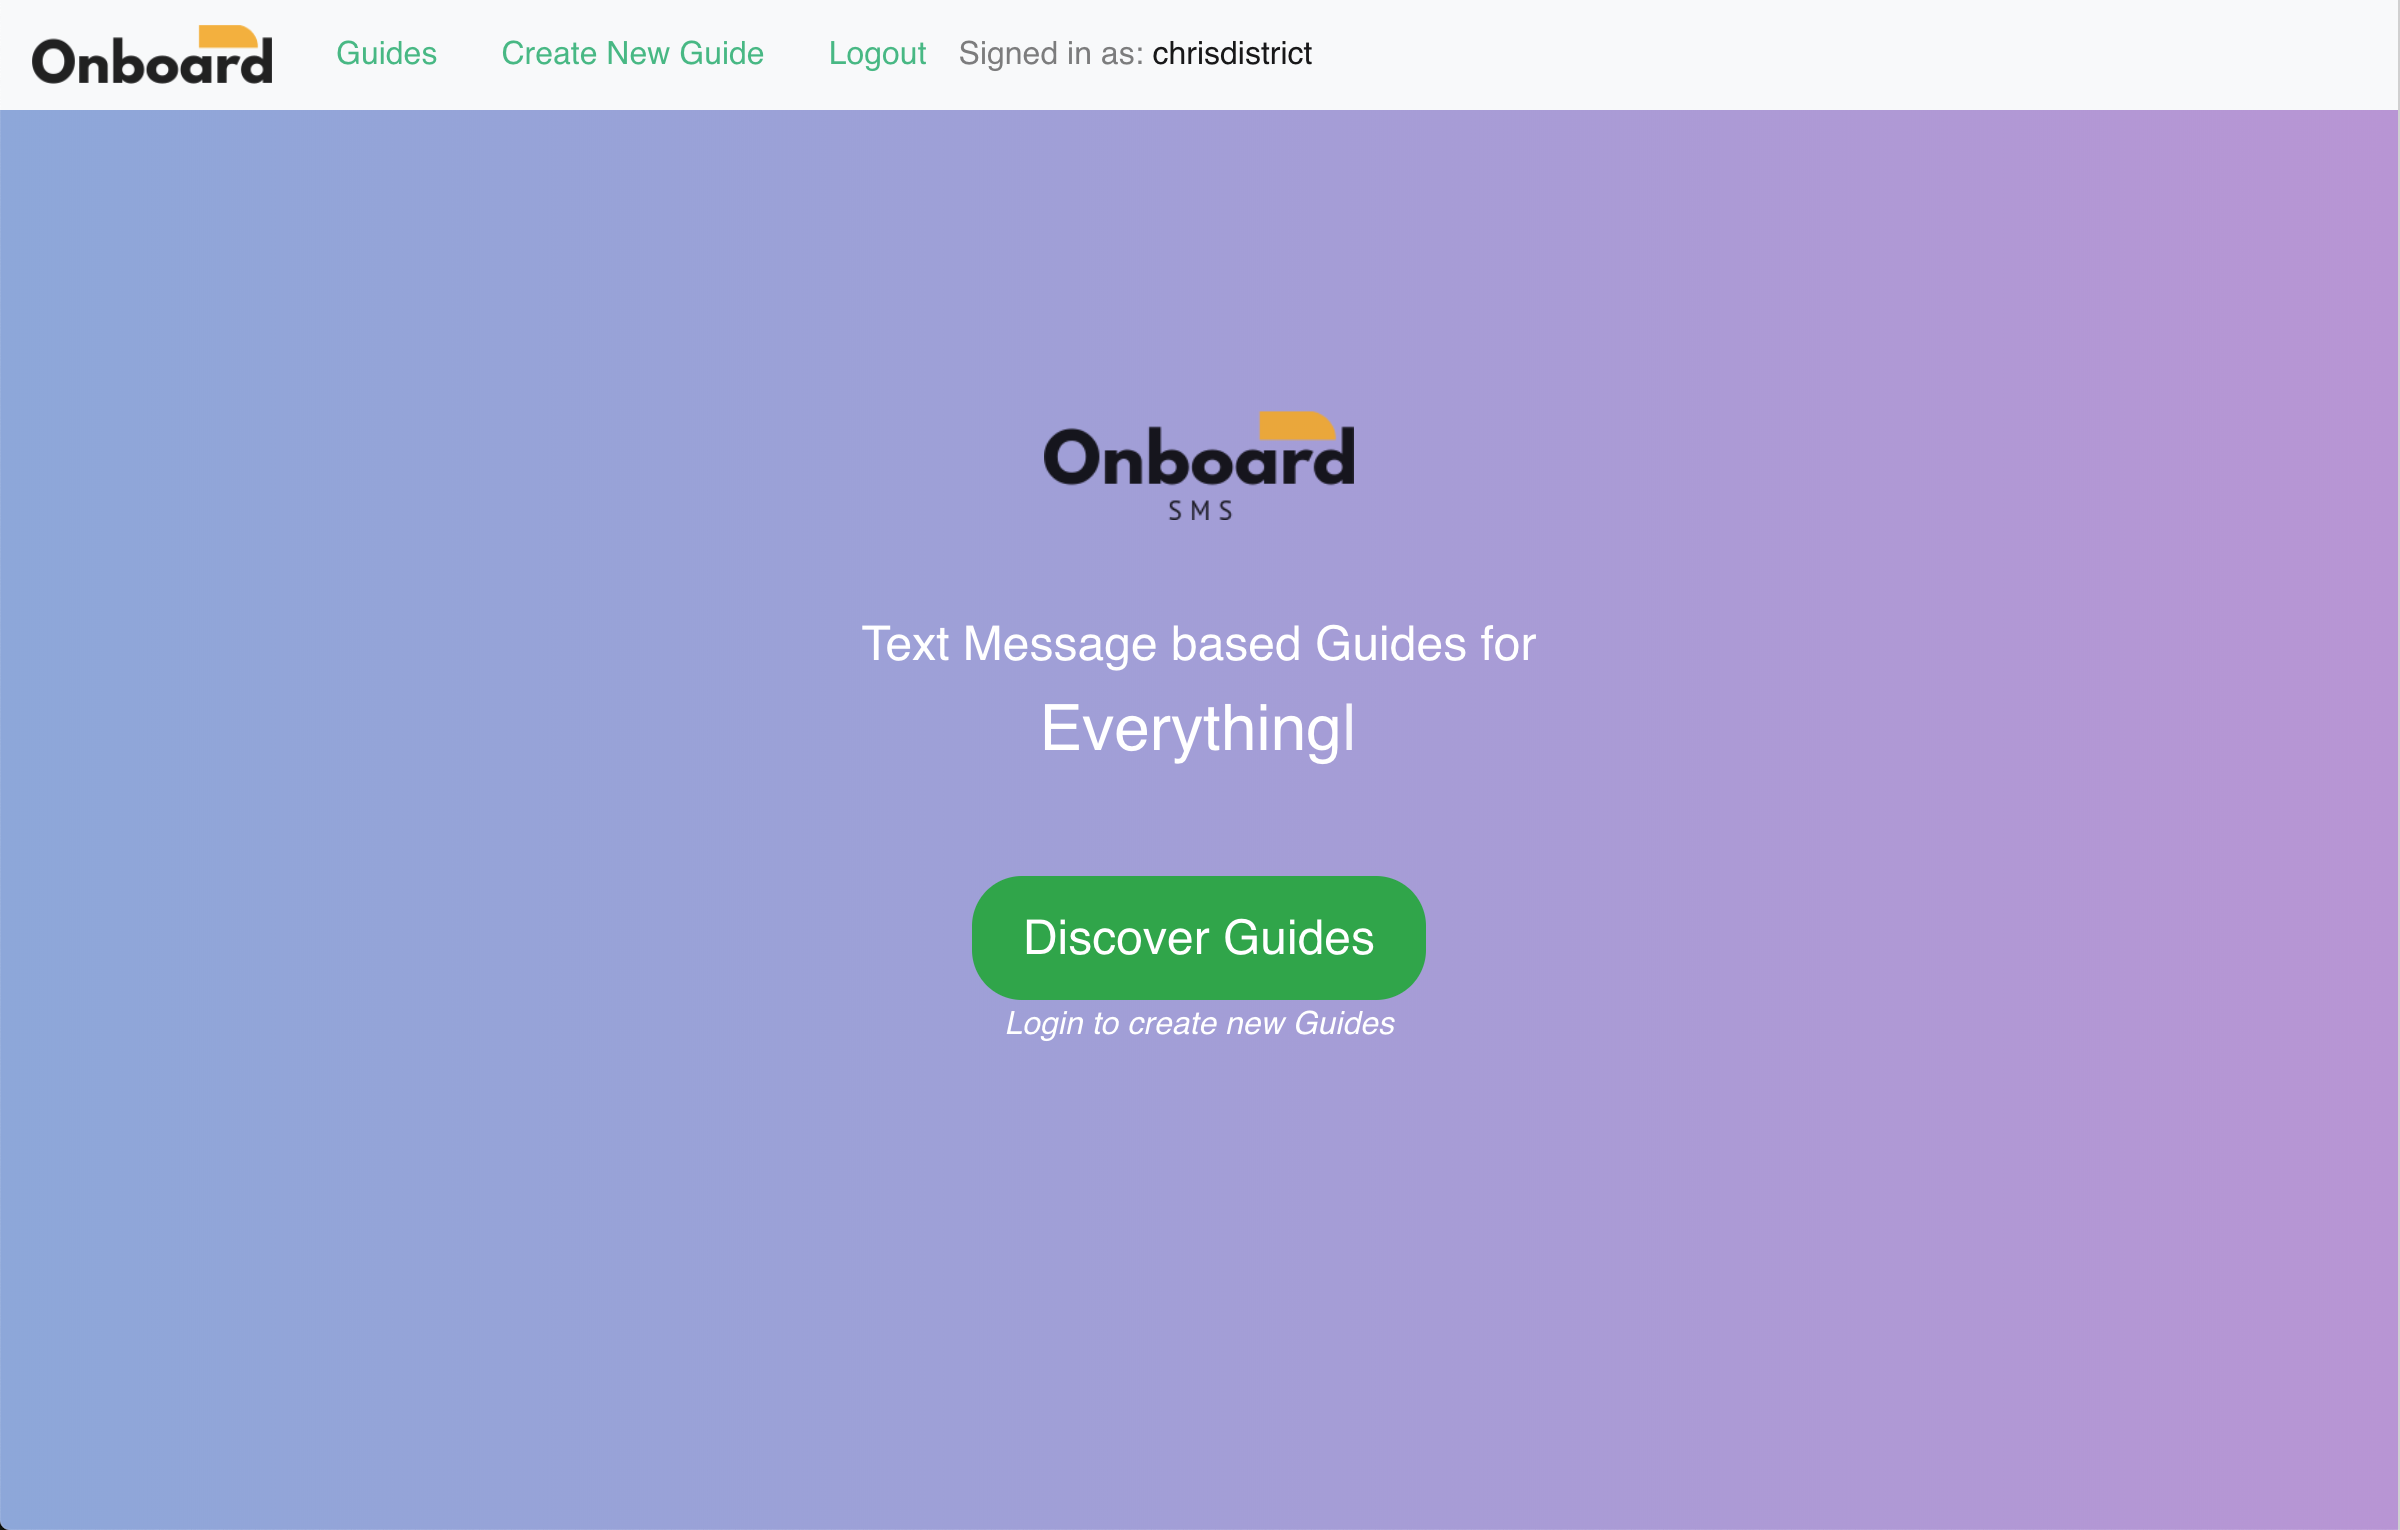 Onboard Guides Create New Guide Logout Signed in as: chrisdistrict
Onboard
SMS
Text Message based Guides for
Everything
Discover Guides
Login to create new Guides